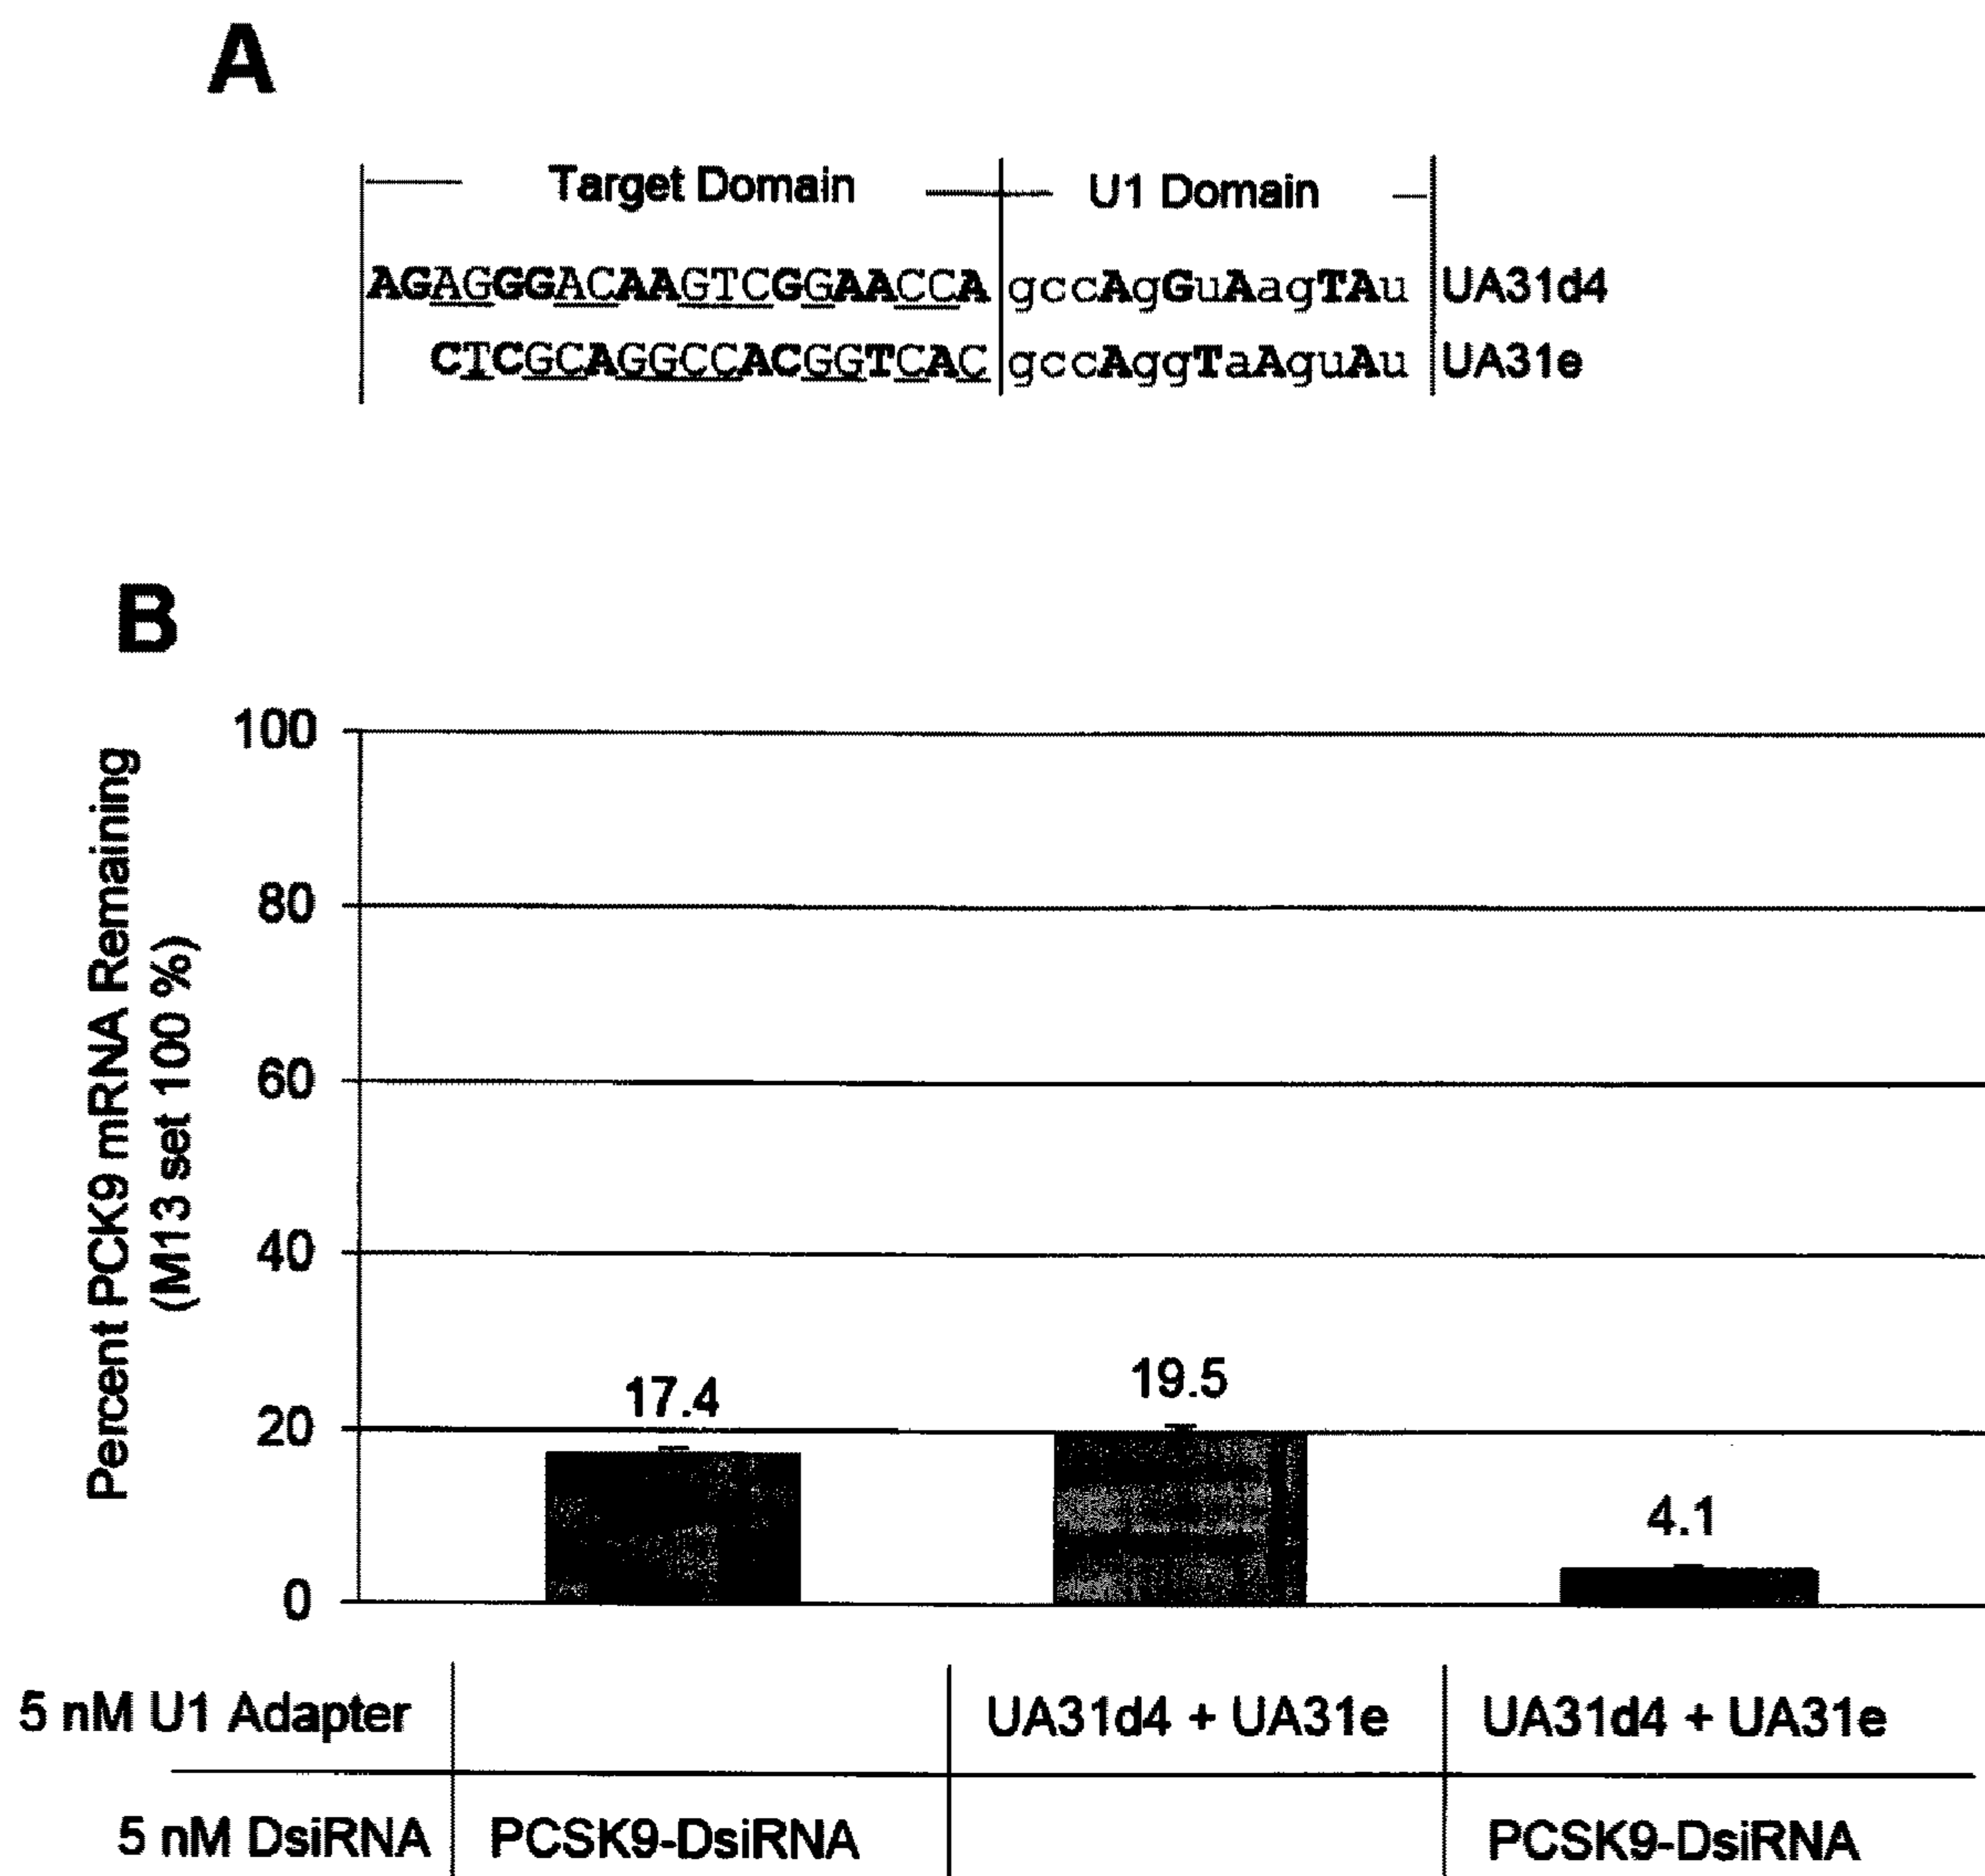 A
Target Domain U1 Domain
AGAGGGACAAGTCGGAACCA gccAgGuAagTAu UA31d4
CTCGCAGGCCACGGTCAC gccAggTaAguAu UA31e
B
Percent PCK9 mRNA Remaining
(M13 set 100 %)
100
80
60
40
20
0
17.4
19.5
4.1
5 nM U1 Adapter UA31d4 + UA31e UA31d4 + UA31e
5 nM DsiRNA PCSK9-DsiRNA PCSK9-DsiRNA